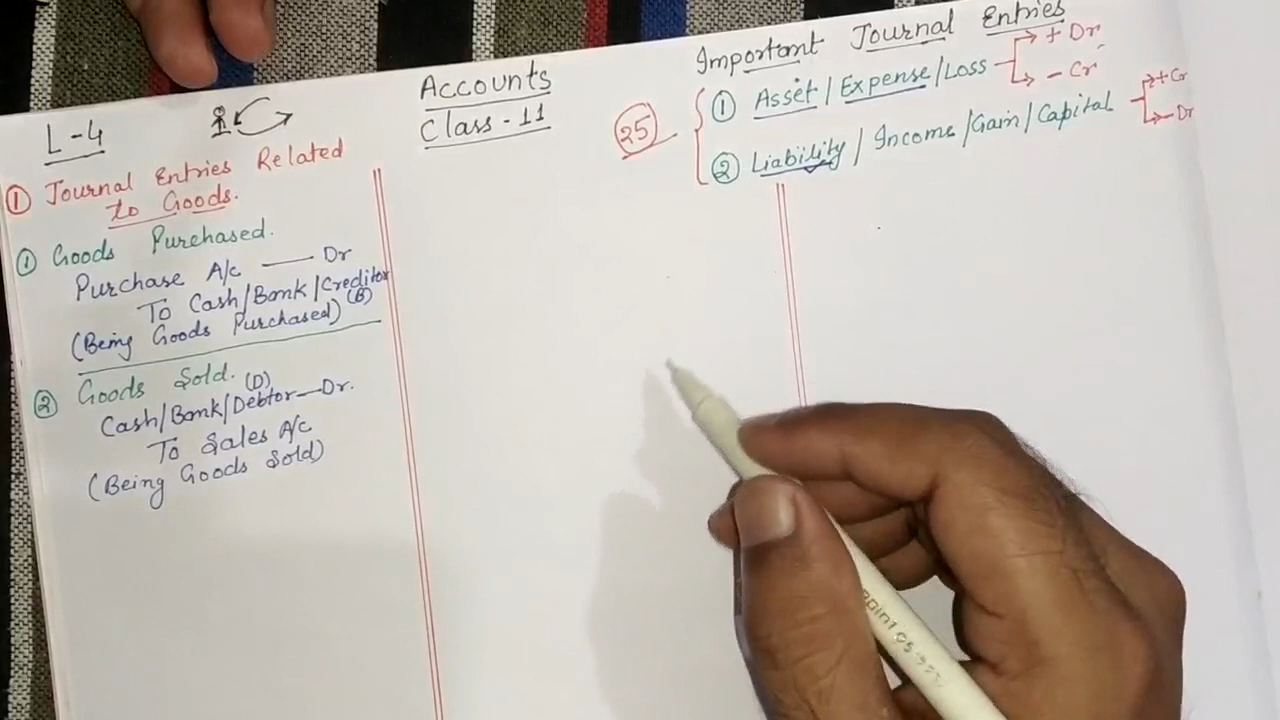 Accounts
Class - 11
L-4
① Journal Entries Related
to Goods.
① Goods Purchased.
Purchase A/c —— Dr
To Cash/Bank/Creditor
(B)
(Being Goods Purchased)
② Goods Sold.
(D)
Cash/Bank/Debtor—Dr.
To Sales A/c
(Being Goods Sold)
Important Journal Entries
25
① Asset/Expense/Loss
+ Dr
- Cr
② Liability/Income/Gain/Capital
+ Cr
- Dr
Point